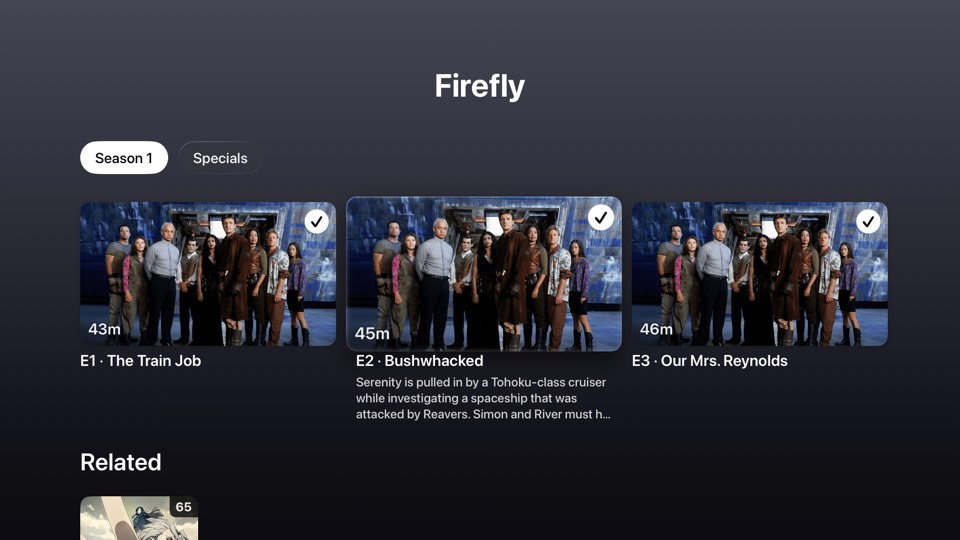 Firefly
Season 1
Specials
43m
45m
46m
E1 · The Train Job
E2 · Bushwhacked
E3 · Our Mrs. Reynolds
Serenity is pulled in by a Tohoku-class cruiser
while investigating a spaceship that was
attacked by Reavers. Simon and River must h...
Related
65